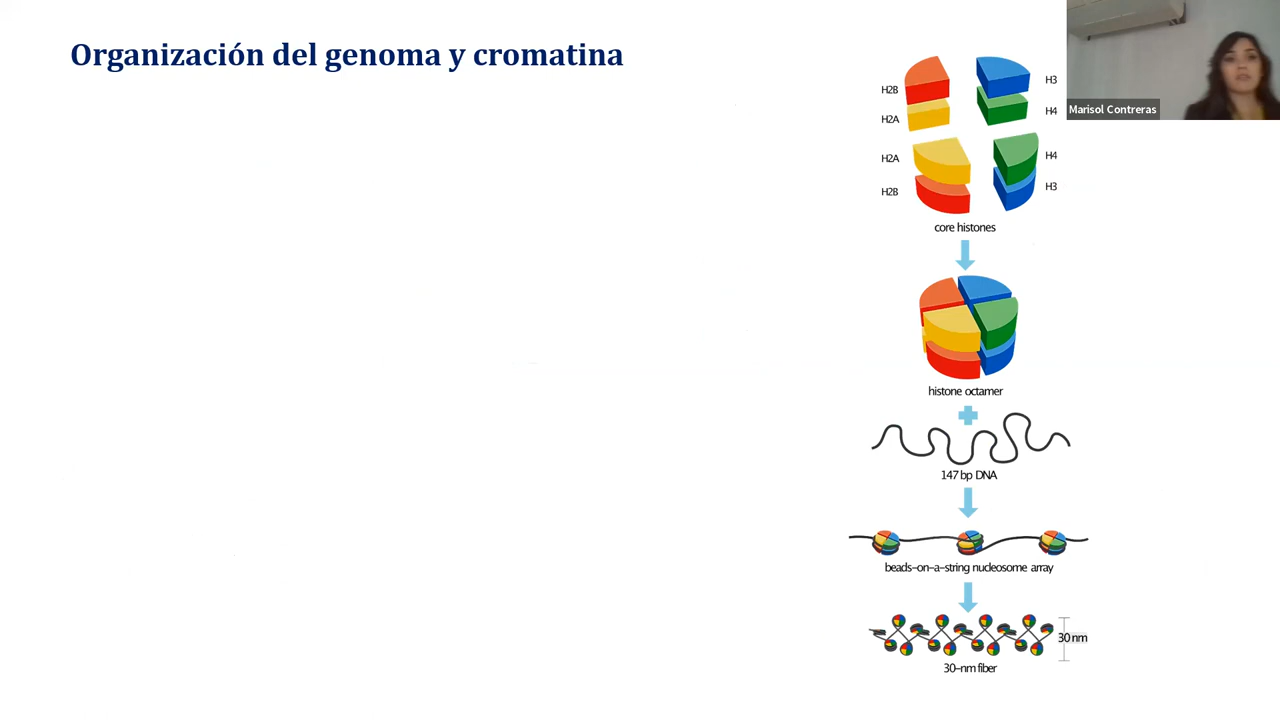 Organización del genoma y cromatina
Marisol Contreras
H2B
H3
H2A
H4
H2A
H4
H2B
H3
core histones
histone octamer
147 bp DNA
beads-on-a-string nucleosome array
30 nm
30-nm fiber